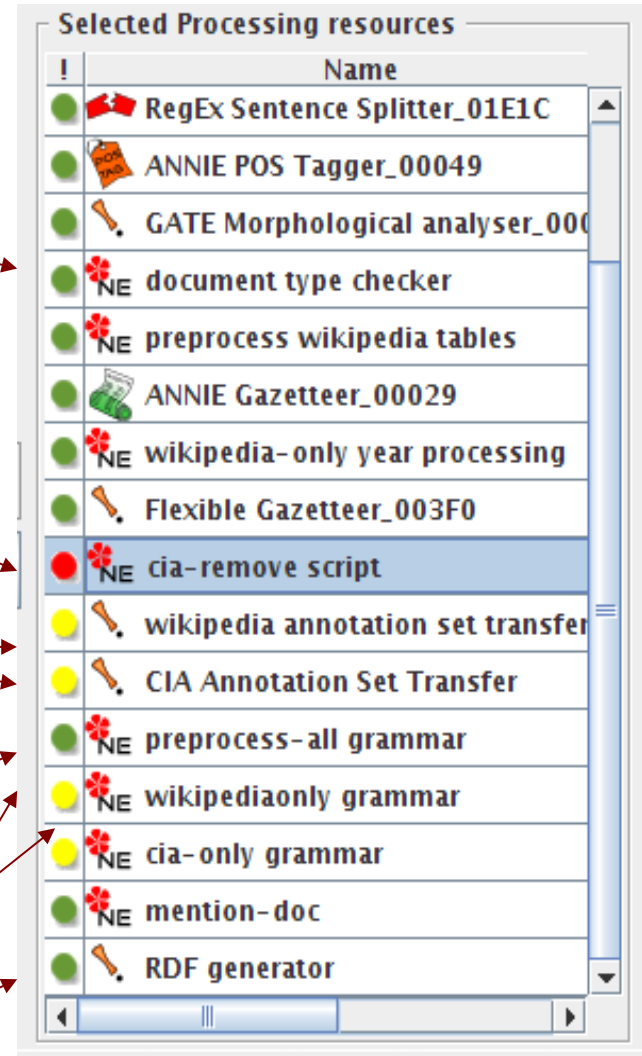 Selected Processing resources
! Name
RegEx Sentence Splitter_01E1C
POS TAG ANNIE POS Tagger_00049
GATE Morphological analyser_000
NE document type checker
NE preprocess wikipedia tables
ANNIE Gazetteer_00029
NE wikipedia-only year processing
Flexible Gazetteer_003F0
NE cia-remove script
wikipedia annotation set transfer
CIA Annotation Set Transfer
NE preprocess-all grammar
NE wikipediaonly grammar
NE cia-only grammar
NE mention-doc
RDF generator